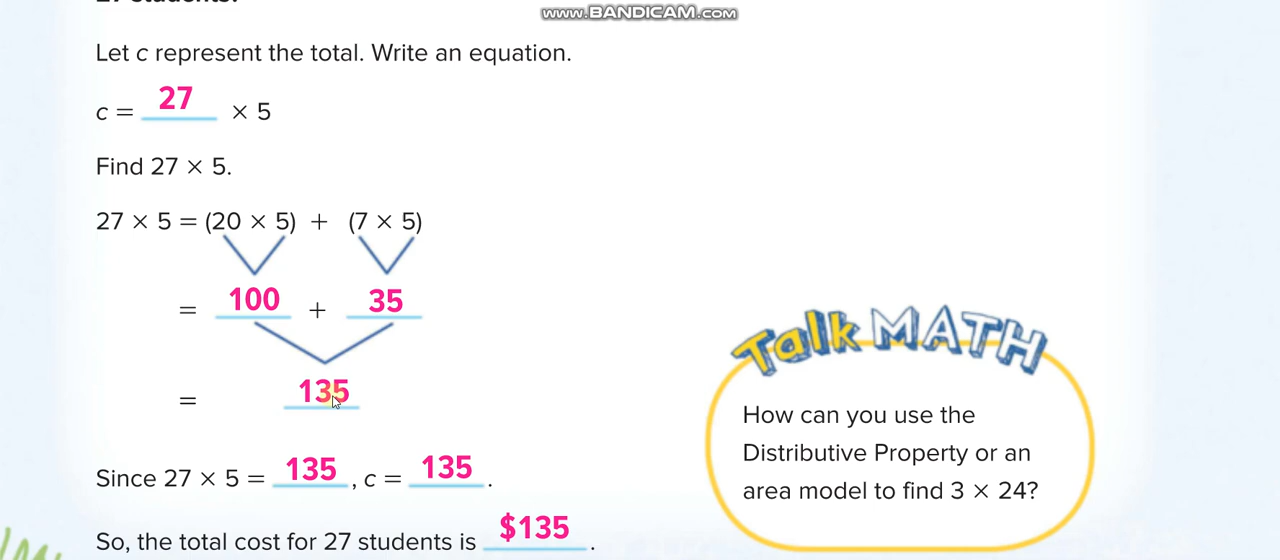 www.BANDICAM.com
27 students.
Let c represent the total. Write an equation.
c = 27 × 5
Find 27 × 5.
27 × 5 = (20 × 5) + (7 × 5)
= 100 + 35
= 135
Since 27 × 5 = 135, c = 135.
So, the total cost for 27 students is $135.
Talk MATH
How can you use the
Distributive Property or an
area model to find 3 × 24?